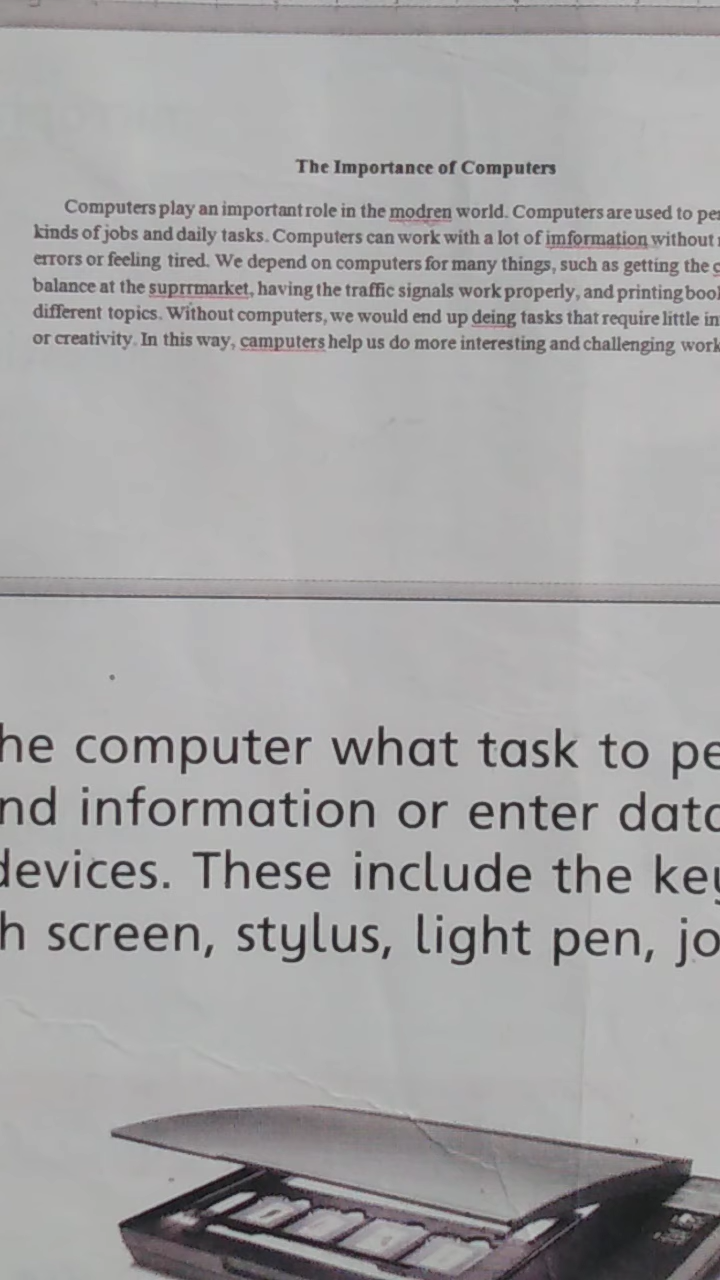 The Importance of Computers
Computers play an important role in the modren world. Computers are used to pe
kinds of jobs and daily tasks. Computers can work with a lot of imformation without
errors or feeling tired. We depend on computers for many things, such as getting the
balance at the suprrmarket, having the traffic signals work properly, and printing boo
different topics. Without computers, we would end up deing tasks that require little in
or creativity. In this way, camputers help us do more interesting and challenging work
he computer what task to pe
nd information or enter data
devices. These include the key
h screen, stylus, light pen, jo